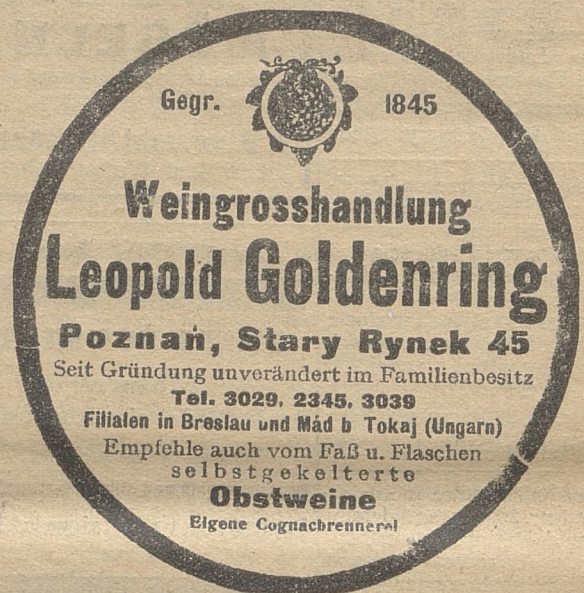 Gegr. 1845
Weingrosshandlung
Leopold Goldenring
Poznań, Stary Rynek 45
Seit Gründung unverändert im Familienbesitz
Tel. 3029, 2345, 3039
Filialen in Breslau und Mád b Tokaj (Ungarn)
Empfehle auch vom Faß u. Flaschen
selbstgekelterte
Obstweine
Eigene Cognacbrennerei